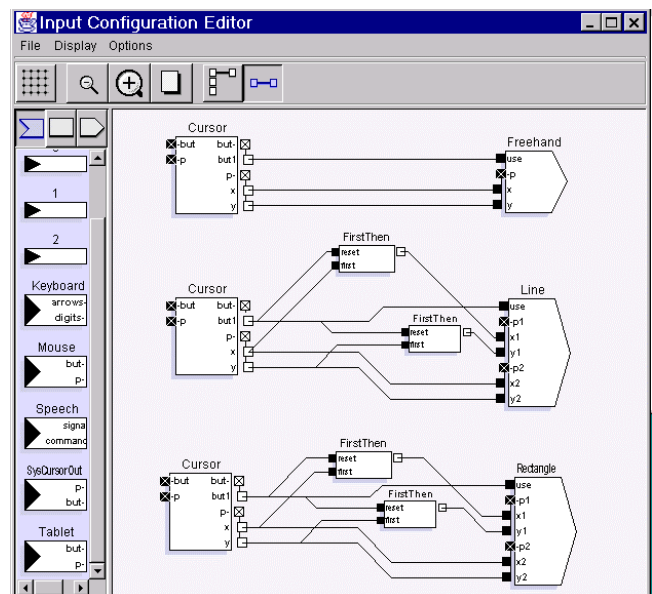 Input Configuration Editor
File Display Options
1
2
Keyboard
arrows-
digits-
Mouse
but-
p-
Speech
signa
command
SysCursorOut
p-
but-
Tablet
but-
p-
Cursor
-but but-
-p but1
p-
x
y
Freehand
use
-p
x
y
FirstThen
reset
first
Cursor
-but but-
-p but1
p-
x
y
FirstThen
reset
first
Line
use
-p1
x1
y1
-p2
x2
y2
FirstThen
reset
first
Cursor
-but but-
-p but1
p-
x
y
FirstThen
reset
first
Rectangle
use
-p1
x1
y1
-p2
x2
y2